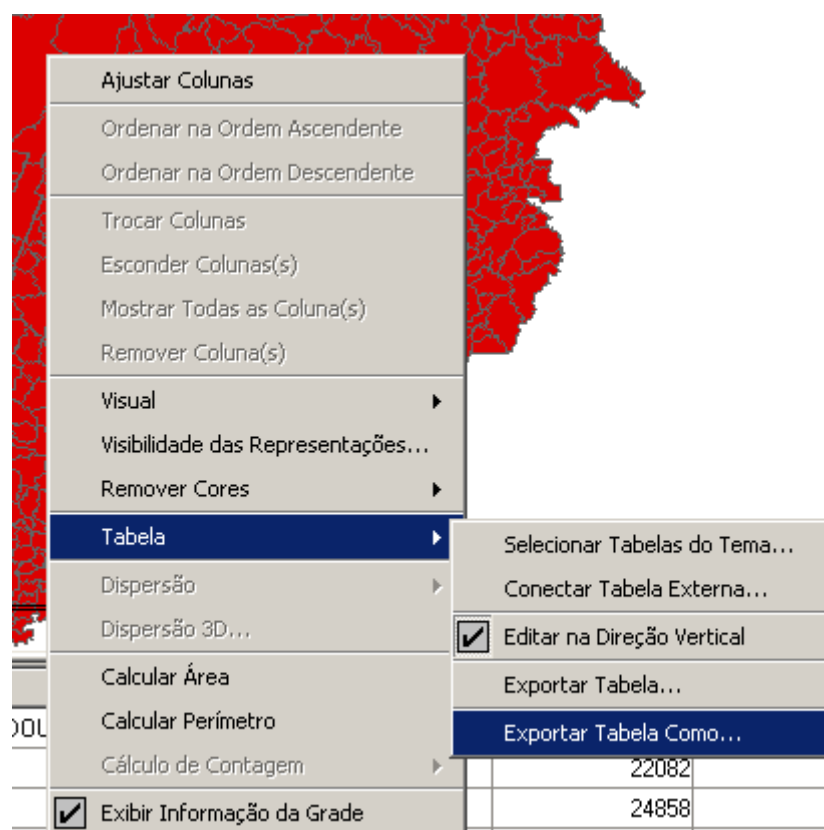 Ajustar Colunas
Ordenar na Ordem Ascendente
Ordenar na Ordem Descendente
Trocar Colunas
Esconder Colunas(s)
Mostrar Todas as Coluna(s)
Remover Coluna(s)
Visual
Visibilidade das Representações...
Remover Cores
Tabela
Selecionar Tabelas do Tema...
Dispersão
Conectar Tabela Externa...
Dispersão 3D...
Editar na Direção Vertical
Calcular Área
Exportar Tabela...
Calcular Perímetro
Exportar Tabela Como...
Cálculo de Contagem
22082
Exibir Informação da Grade
24858